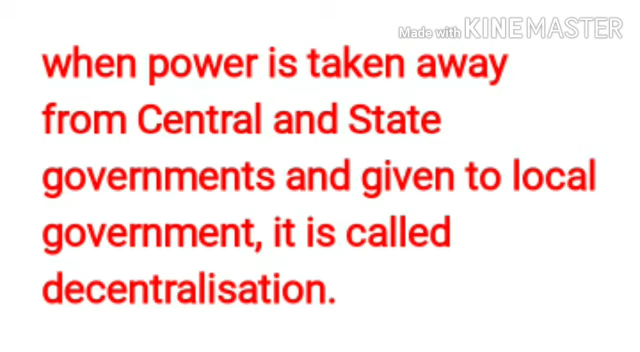 Made with KINEMASTER
when power is taken away
from Central and State
governments and given to local
government, it is called
decentralisation.